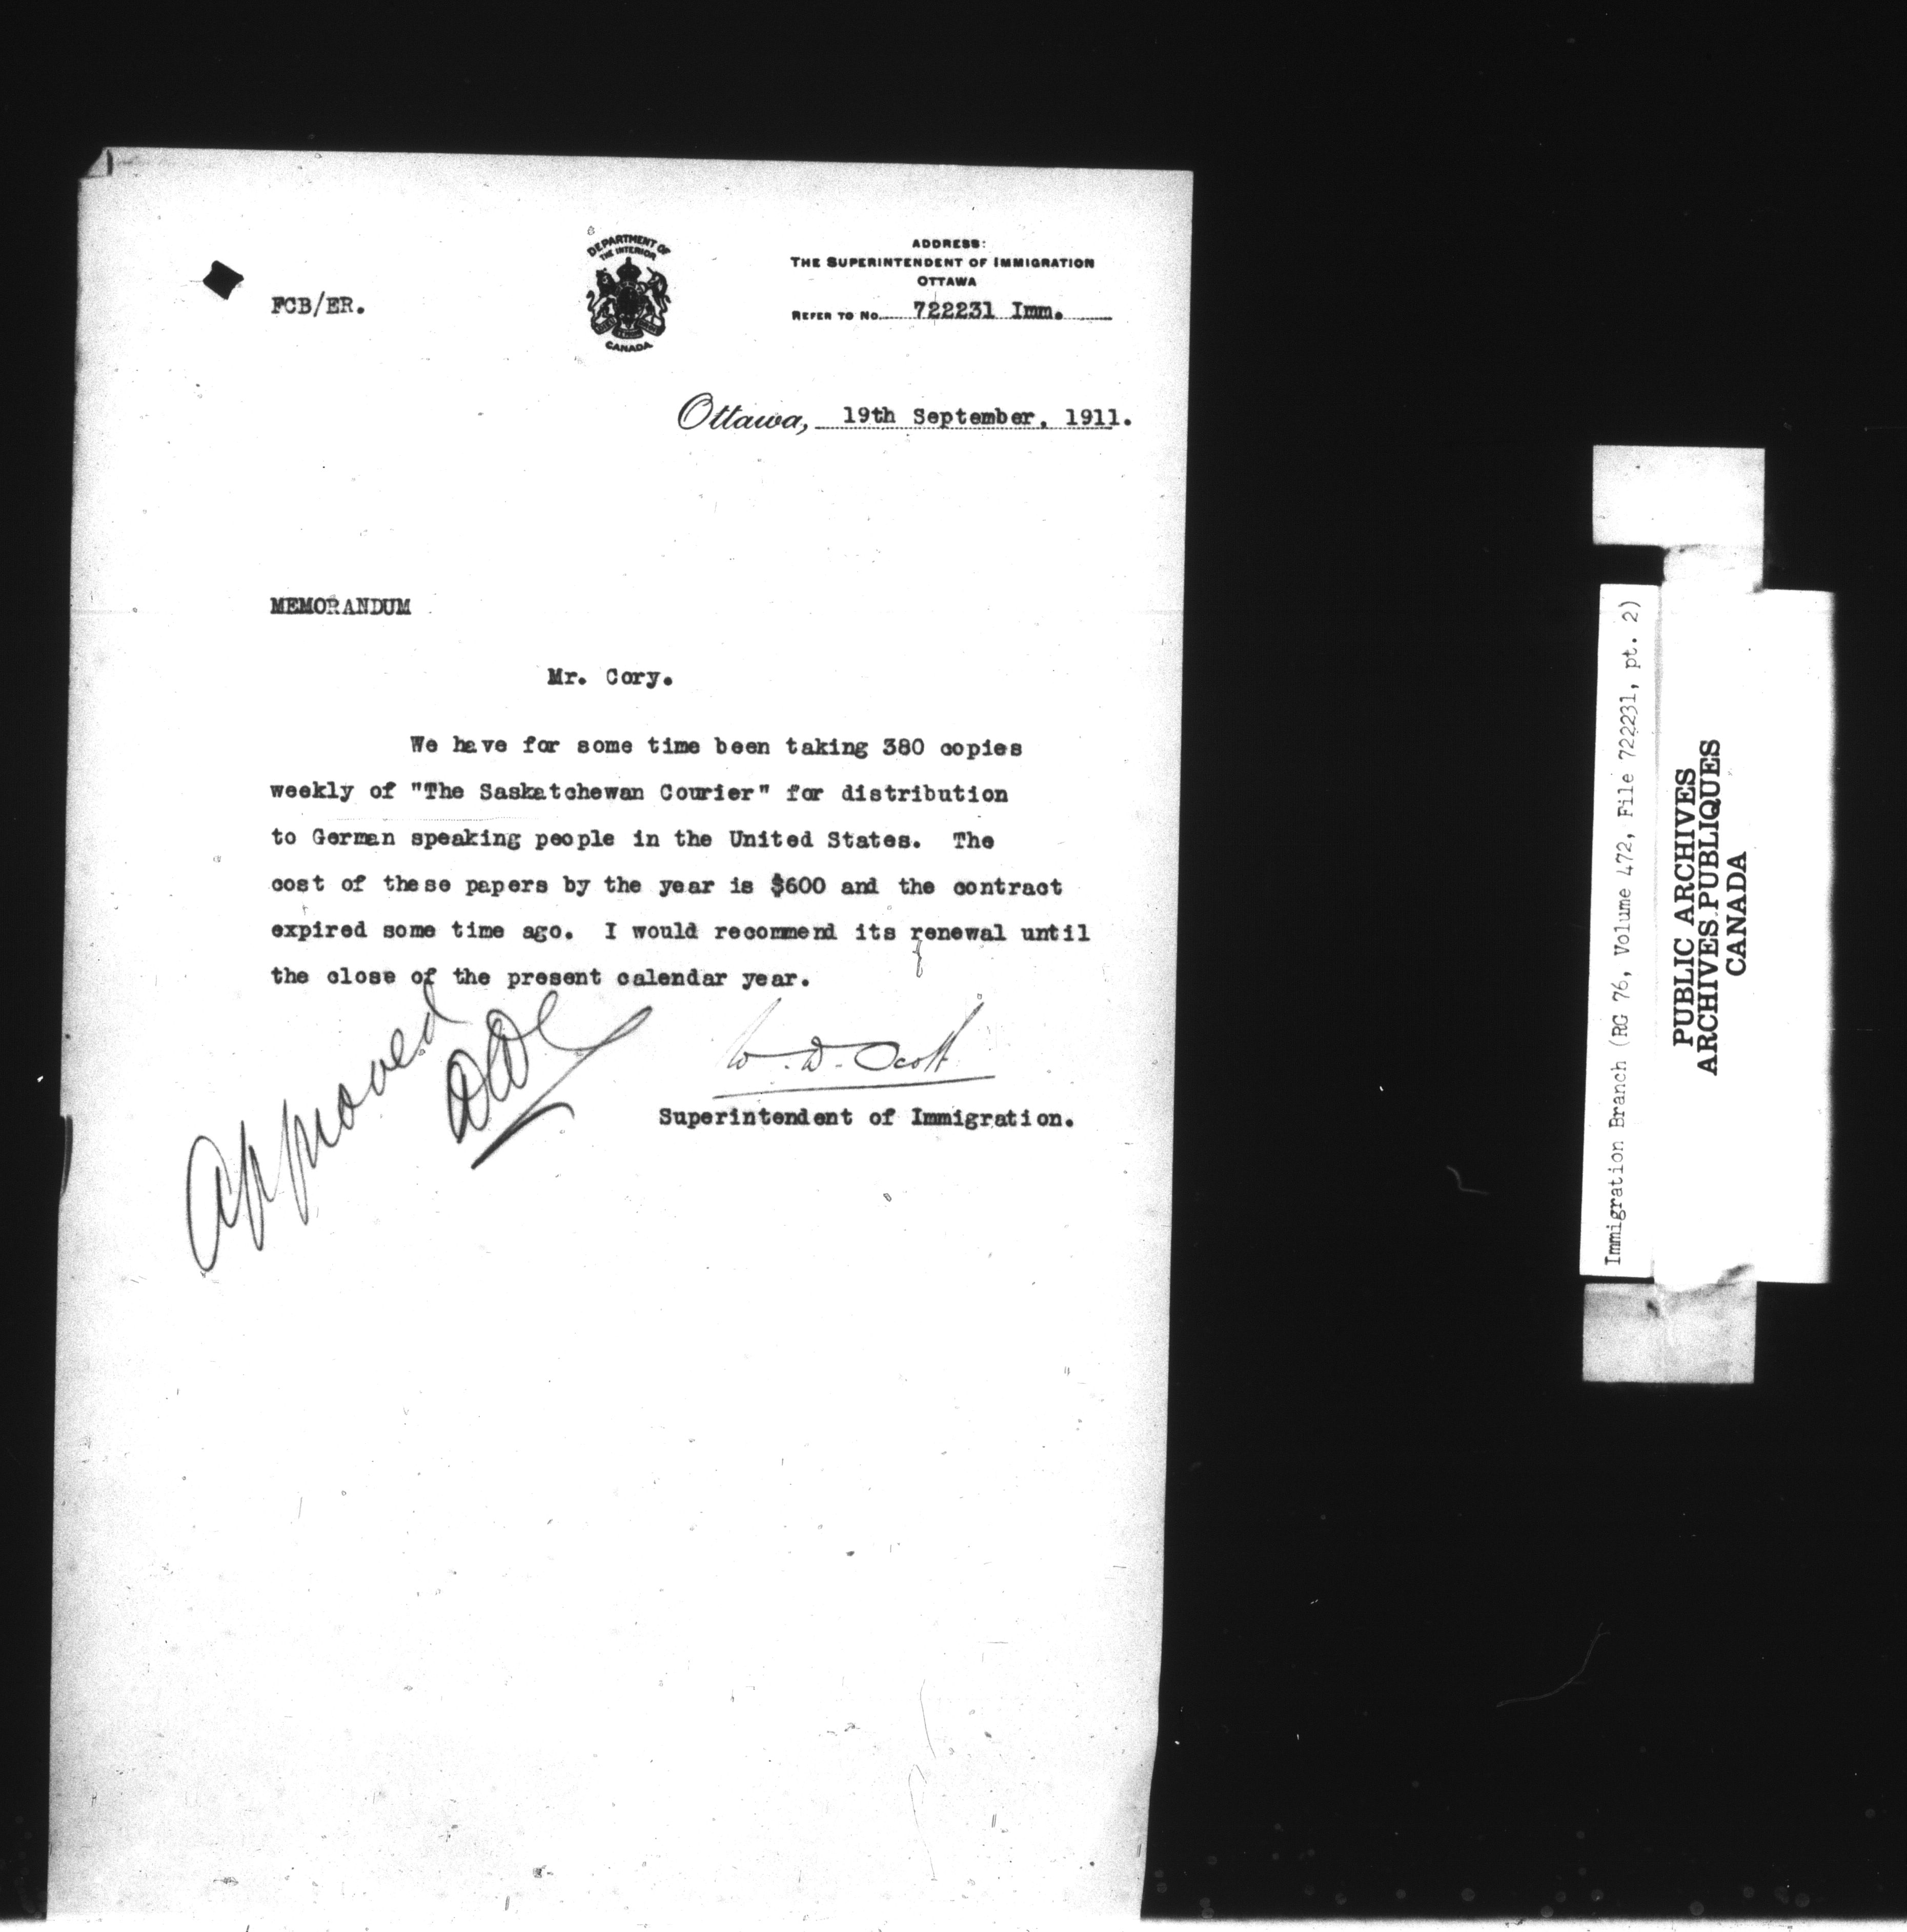 DEPARTMENT OF
THE INTERIOR
CANADA
ADDRESS:
THE SUPERINTENDENT OF IMMIGRATION
OTTAWA
FCB/ER.
REFER TO No. 722231 Imm.
Ottawa, 19th September, 1911.
MEMORANDUM
Mr. Cory.
We have for some time been taking 380 copies
weekly of "The Saskatchewan Courier" for distribution
to German speaking people in the United States. The
cost of these papers by the year is $600 and the contract
expired some time ago. I would recommend its renewal until
the close of the present calendar year.
Approved
W. D. Scott
Superintendent of Immigration.
Immigration Branch (RG 76, Volume 472, File 722231, pt. 2)
PUBLIC ARCHIVES
ARCHIVES PUBLIQUES
CANADA